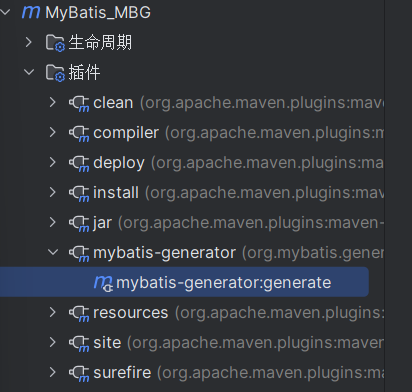 MyBatis_MBG
生命周期
插件
clean (org.apache.maven.plugins:mave
compiler (org.apache.maven.plugins:m
deploy (org.apache.maven.plugins:ma
install (org.apache.maven.plugins:ma
jar (org.apache.maven.plugins:maven-
mybatis-generator (org.mybatis.gener
mybatis-generator:generate
resources (org.apache.maven.plugins:
site (org.apache.maven.plugins:mave
surefire (org.apache.maven.plugins:ma